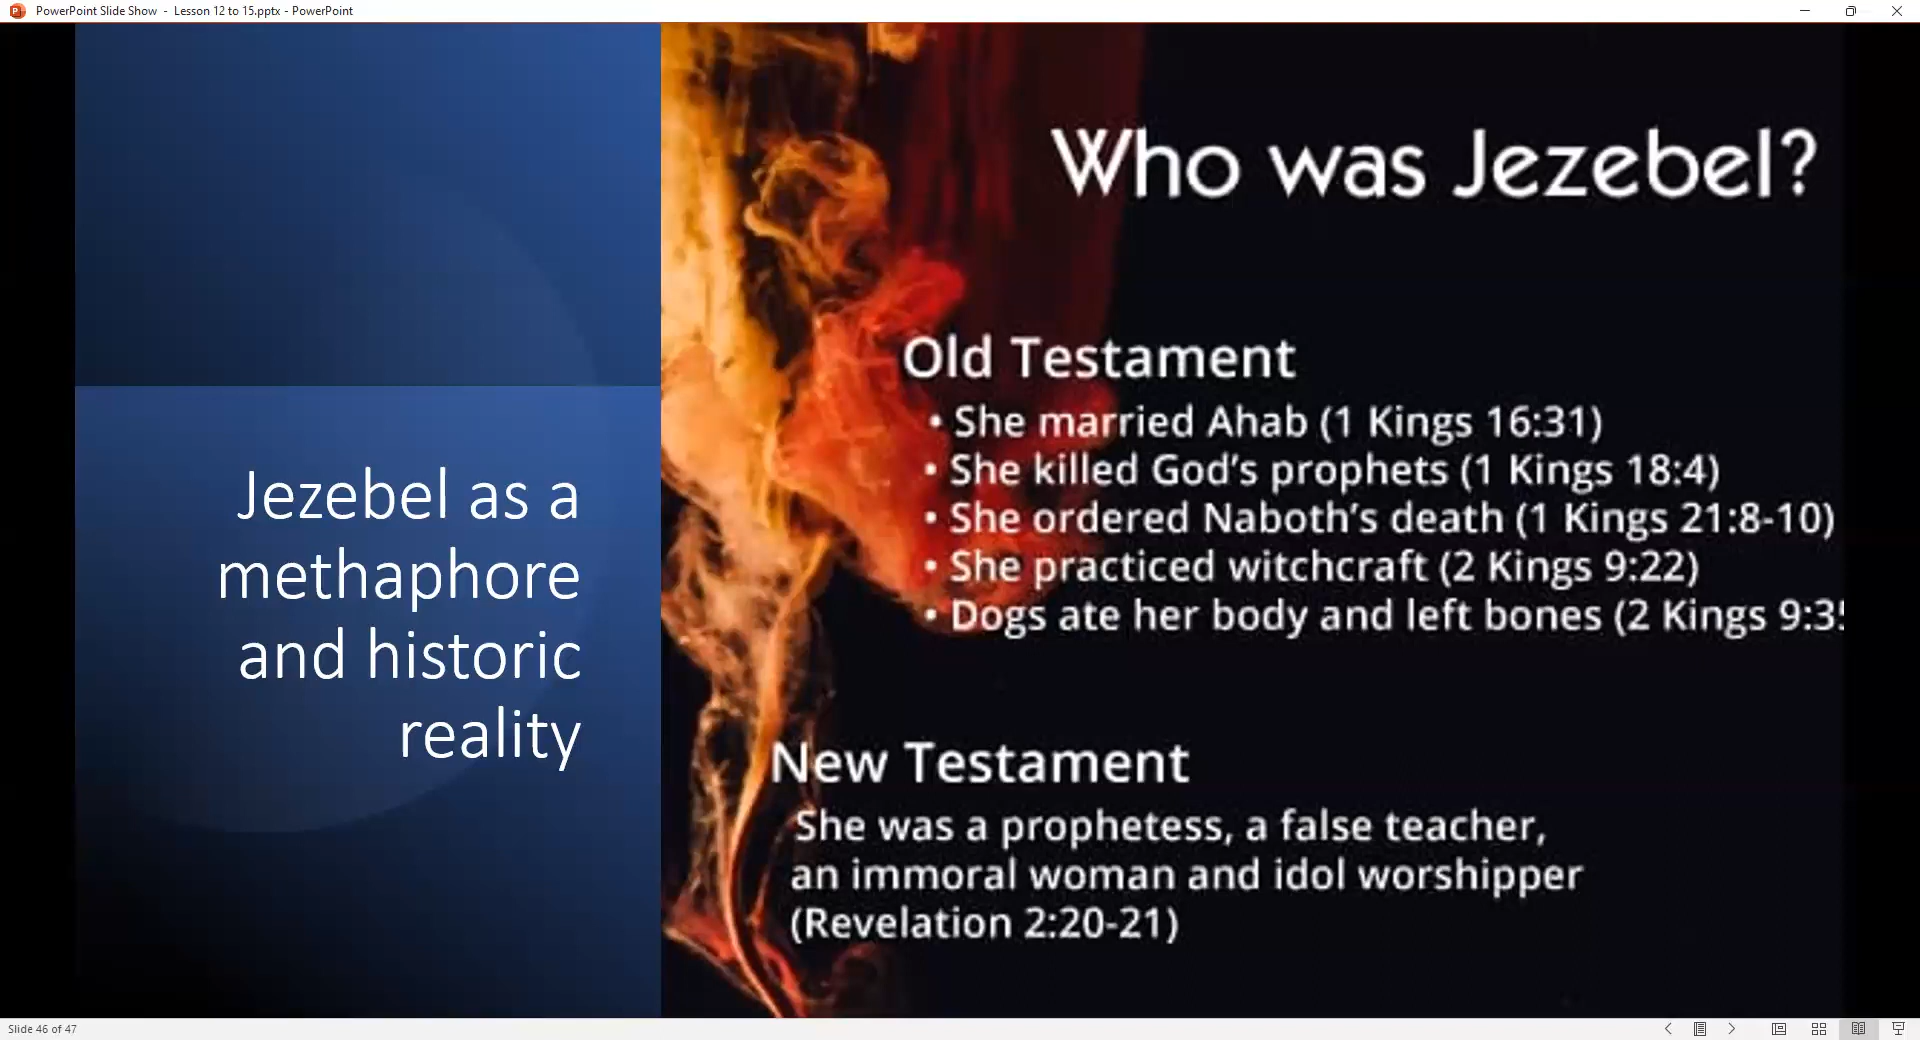 PowerPoint Slide Show - Lesson 12 to 15.pptx - PowerPoint
Jezebel as a
methaphore
and historic
reality
Who was Jezebel?
Old Testament
• She married Ahab (1 Kings 16:31)
• She killed God's prophets (1 Kings 18:4)
• She ordered Naboth's death (1 Kings 21:8-10)
• She practiced witchcraft (2 Kings 9:22)
• Dogs ate her body and left bones (2 Kings
New Testament
She was a prophetess, a false teacher,
an immoral woman and idol worshipper
(Revelation 2:20-21)
Slide 46 of 47